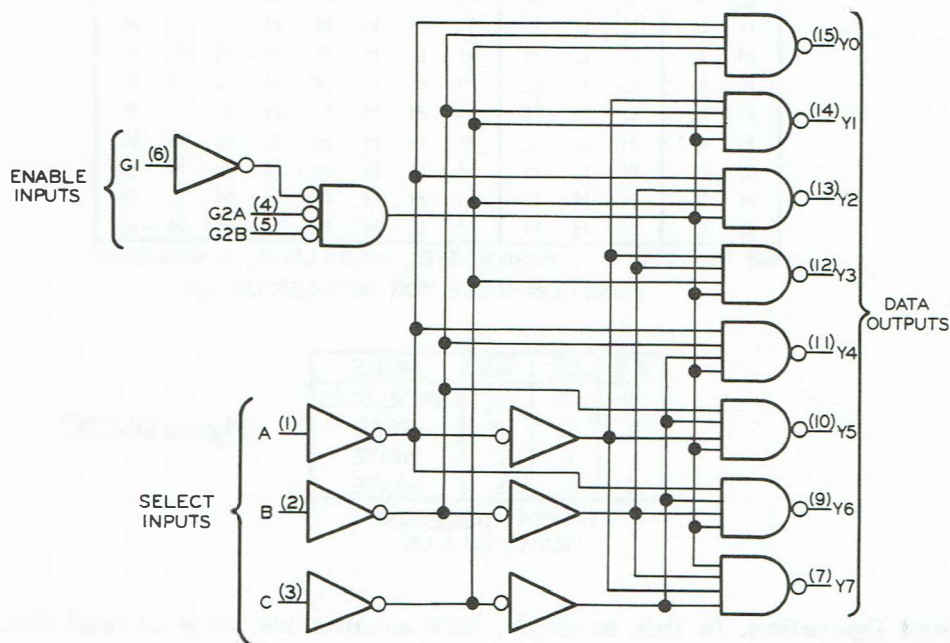 ENABLE
INPUTS
G1 (6)
G2A (4)
G2B (5)
SELECT
INPUTS
A (1)
B (2)
C (3)
(15) Y0
(14) Y1
(13) Y2
(12) Y3
(11) Y4
(10) Y5
(9) Y6
(7) Y7
DATA
OUTPUTS